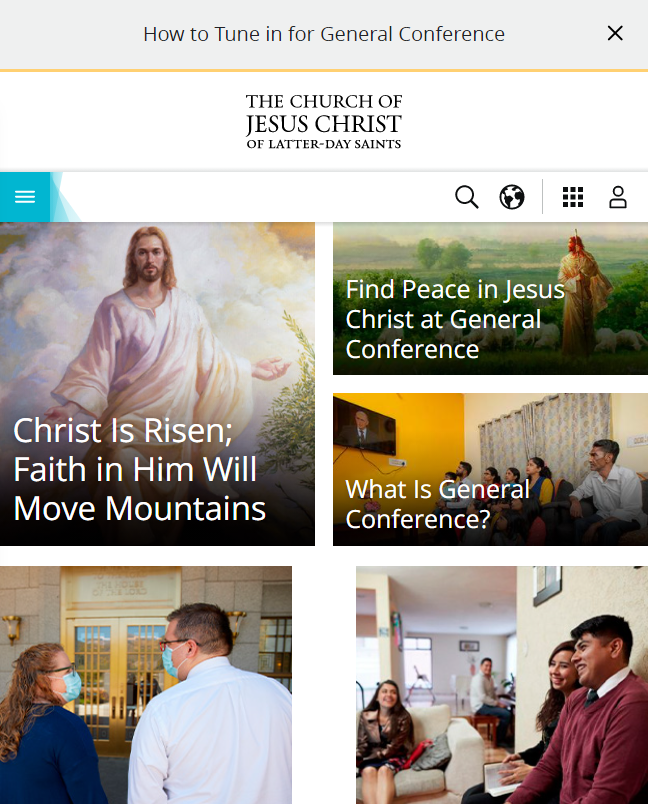 How to Tune in for General Conference
THE CHURCH OF
JESUS CHRIST
OF LATTER-DAY SAINTS
Christ Is Risen;
Faith in Him Will
Move Mountains
Find Peace in Jesus
Christ at General
Conference
What Is General
Conference?